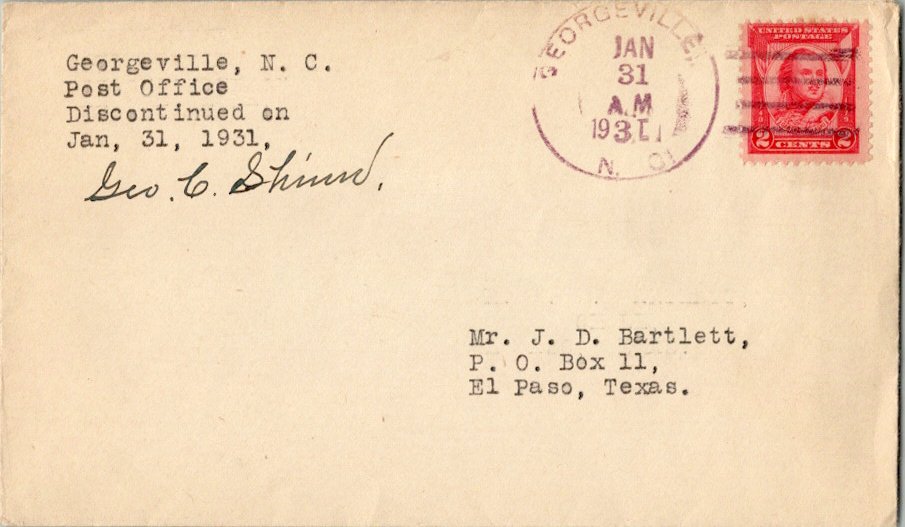 Georgeville, N. C.
Post Office
Discontinued on
Jan, 31, 1931,
Geo. C.
GEORGEVILLE,
JAN
31
A.M
1931
N. C.
UNITED STATES
POSTAGE
2 CENTS 2
Mr. J. D. Bartlett,
P. O. Box 11,
El Paso, Texas.